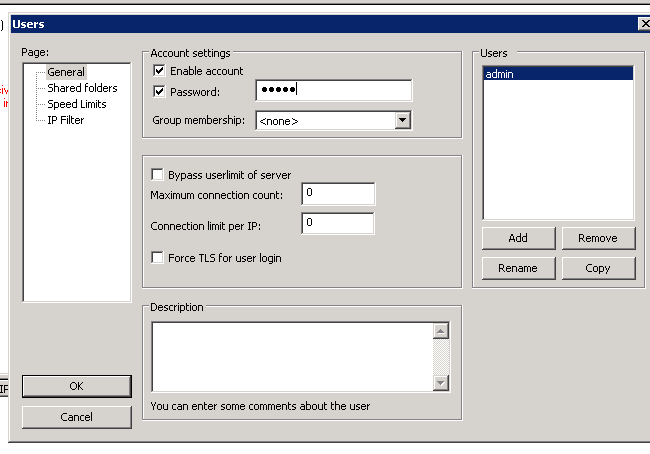 Users
Page:
General
Shared folders
Speed Limits
IP Filter
Account settings
Enable account
Password: ●●●●●
Group membership: <none>
Bypass userlimit of server
Maximum connection count: 0
Connection limit per IP: 0
Force TLS for user login
Description
You can enter some comments about the user
Users
admin
Add Remove
Rename Copy
OK
Cancel